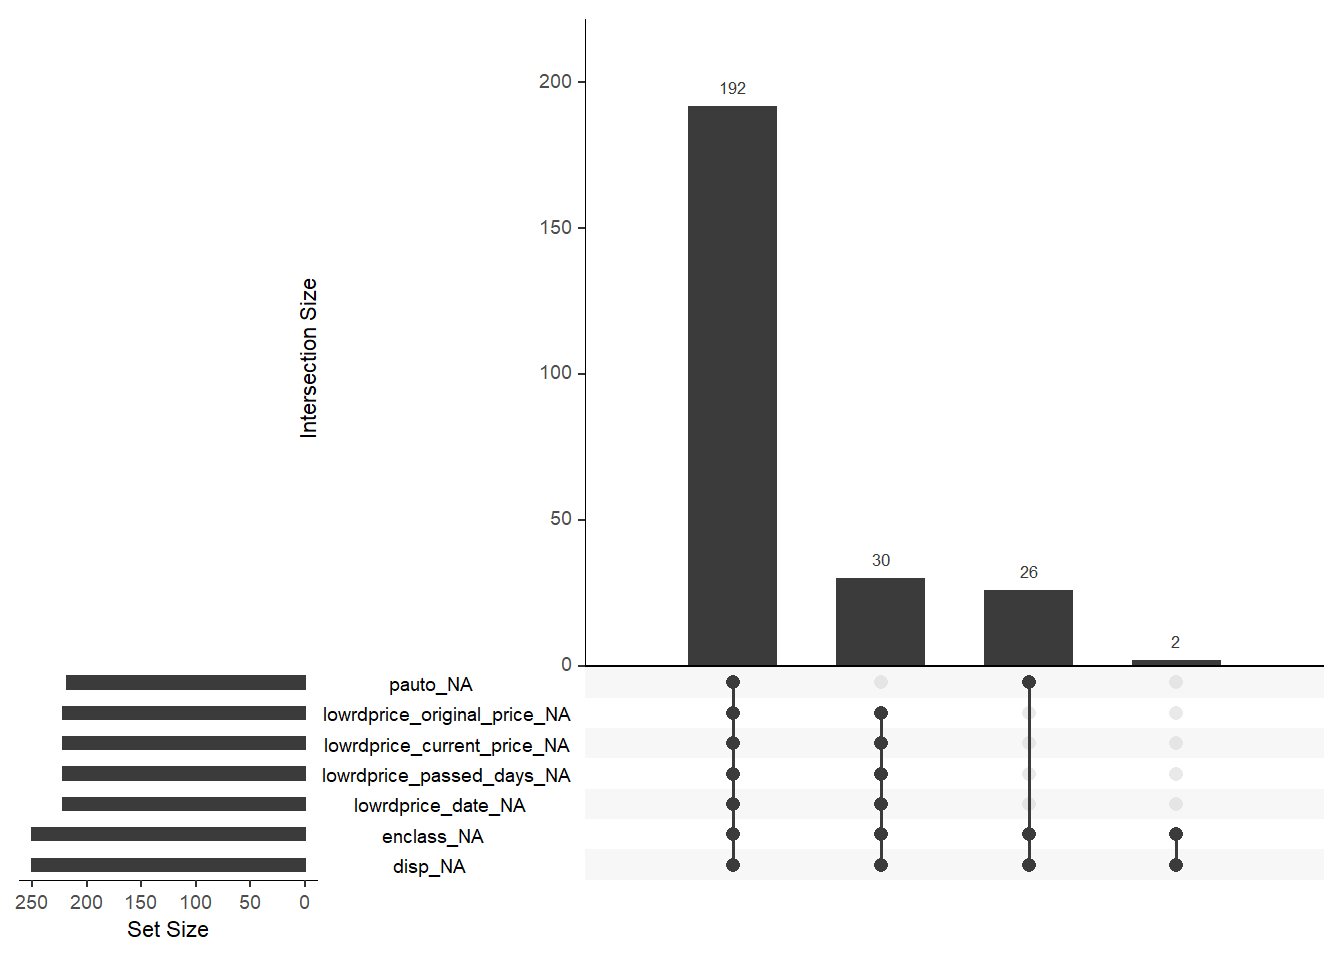 200
150
100
50
0
Intersection Size
192
30
26
2
pauto_NA
lowrdprice_original_price_NA
lowrdprice_current_price_NA
lowrdprice_passed_days_NA
lowrdprice_date_NA
enclass_NA
disp_NA
250 200 150 100 50 0
Set Size